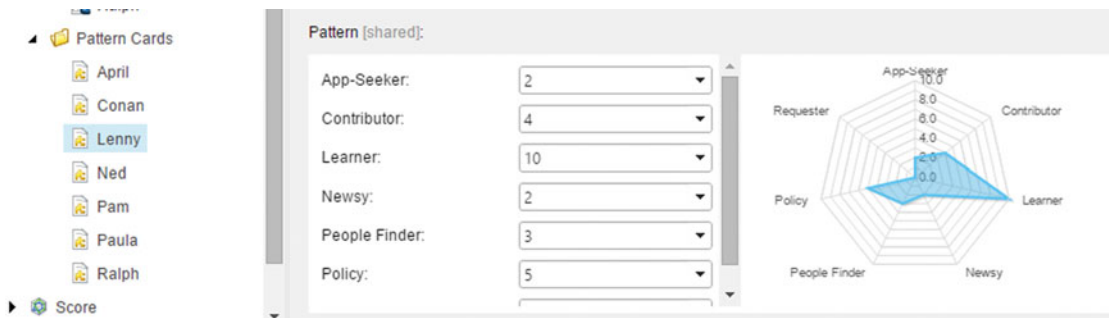 Ralph
Pattern Cards
April
Conan
Lenny
Ned
Pam
Paula
Ralph
Score
Pattern [shared]:
App-Seeker: 2
Contributor: 4
Learner: 10
Newsy: 2
People Finder: 3
Policy: 5
App-Seeker
10.0
Requester
8.0
Contributor
6.0
4.0
2.0
0.0
Policy
Learner
People Finder
Newsy